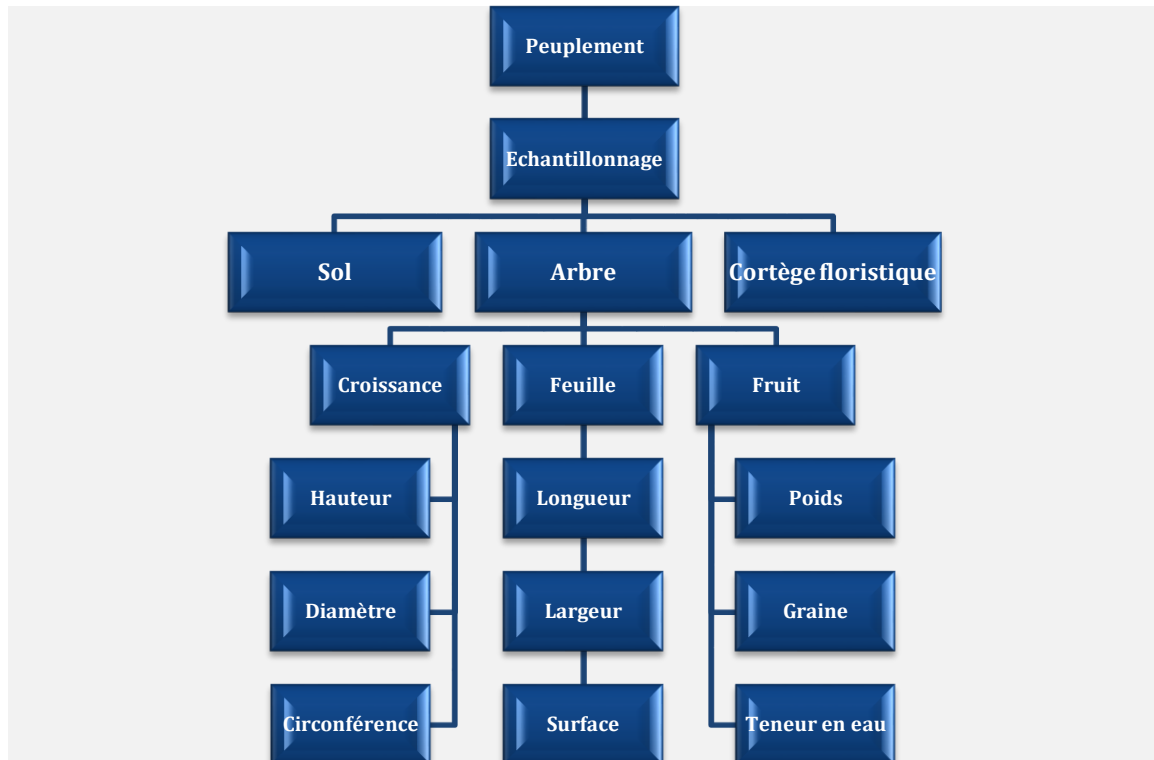 Peuplement
Echantillonnage
Sol
Arbre
Cortège floristique
Croissance
Feuille
Fruit
Hauteur
Longueur
Poids
Diamètre
Largeur
Graine
Circonférence
Surface
Teneur en eau